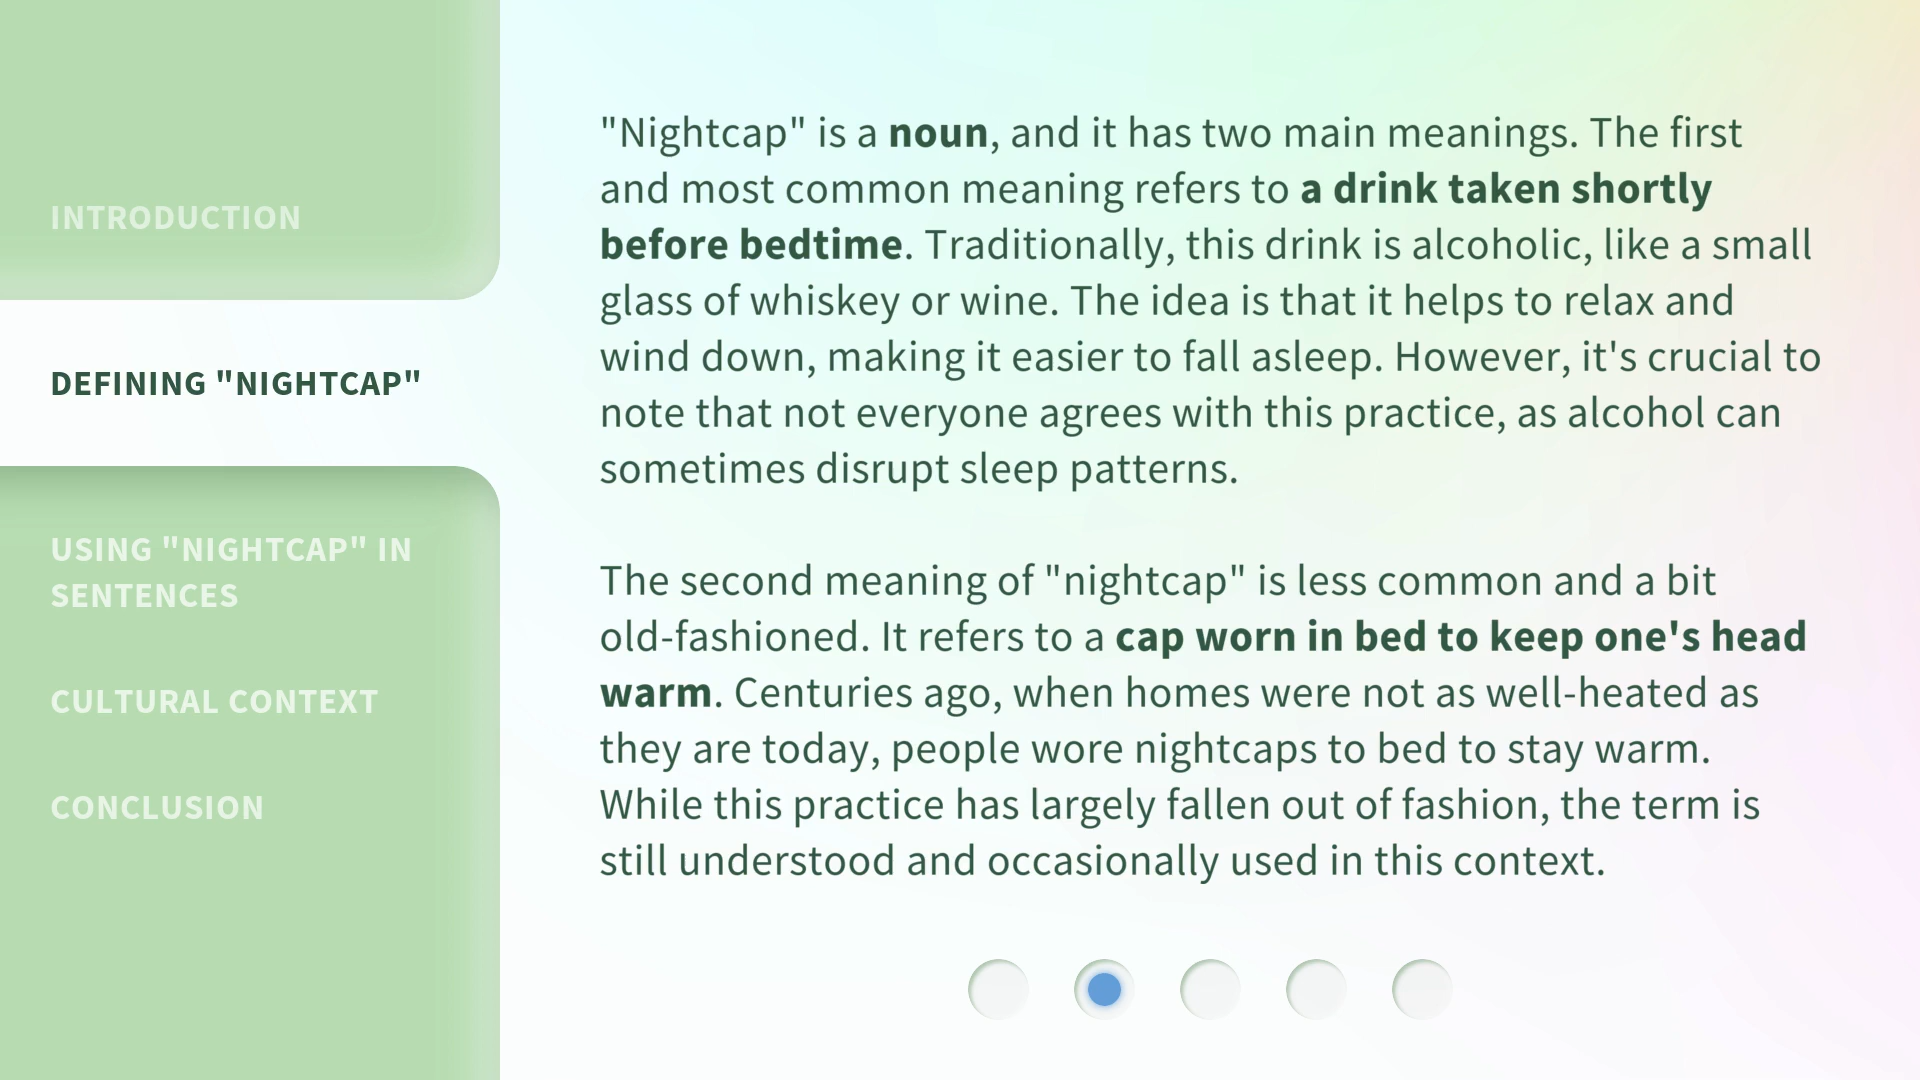 INTRODUCTION
DEFINING "NIGHTCAP"
USING "NIGHTCAP" IN
SENTENCES
CULTURAL CONTEXT
CONCLUSION
"Nightcap" is a noun, and it has two main meanings. The first
and most common meaning refers to a drink taken shortly
before bedtime. Traditionally, this drink is alcoholic, like a small
glass of whiskey or wine. The idea is that it helps to relax and
wind down, making it easier to fall asleep. However, it's crucial to
note that not everyone agrees with this practice, as alcohol can
sometimes disrupt sleep patterns.
The second meaning of "nightcap" is less common and a bit
old-fashioned. It refers to a cap worn in bed to keep one's head
warm. Centuries ago, when homes were not as well-heated as
they are today, people wore nightcaps to bed to stay warm.
While this practice has largely fallen out of fashion, the term is
still understood and occasionally used in this context.